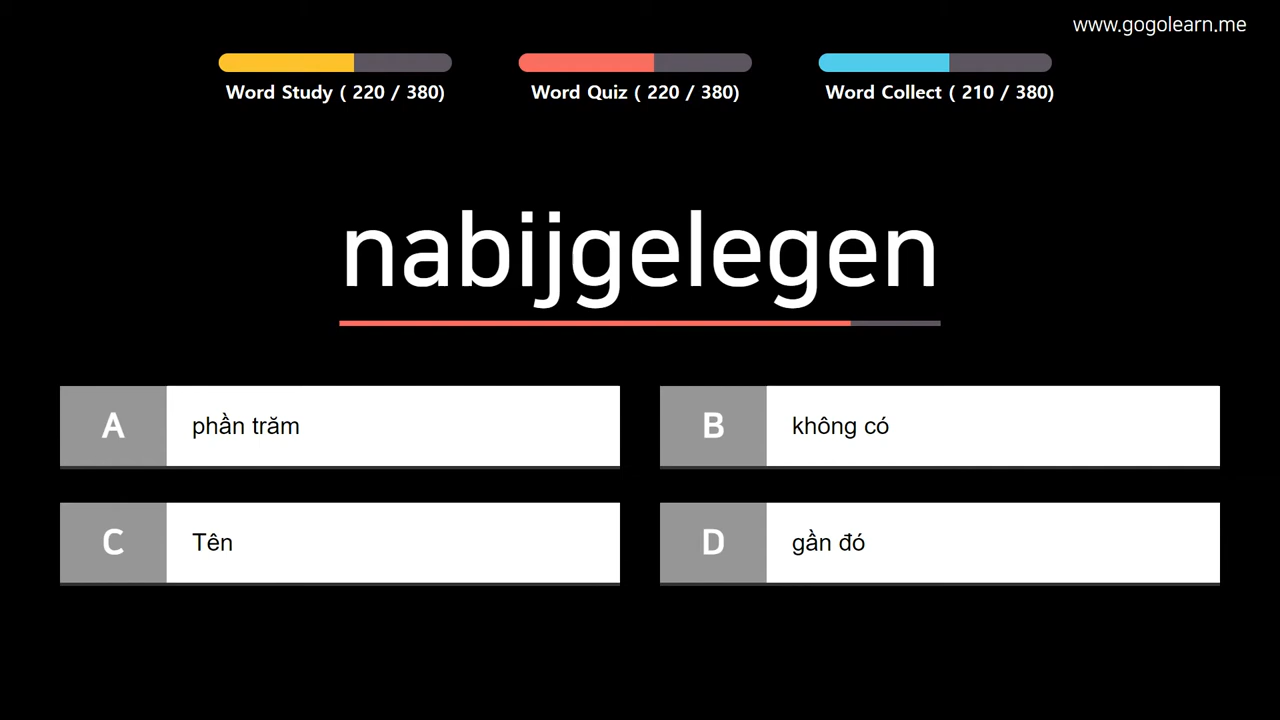 www.gogolearn.me
Word Study ( 220 / 380)
Word Quiz ( 220 / 380)
Word Collect ( 210 / 380)
nabijgelegen
A phần trăm
B không có
C Tên
D gần đó